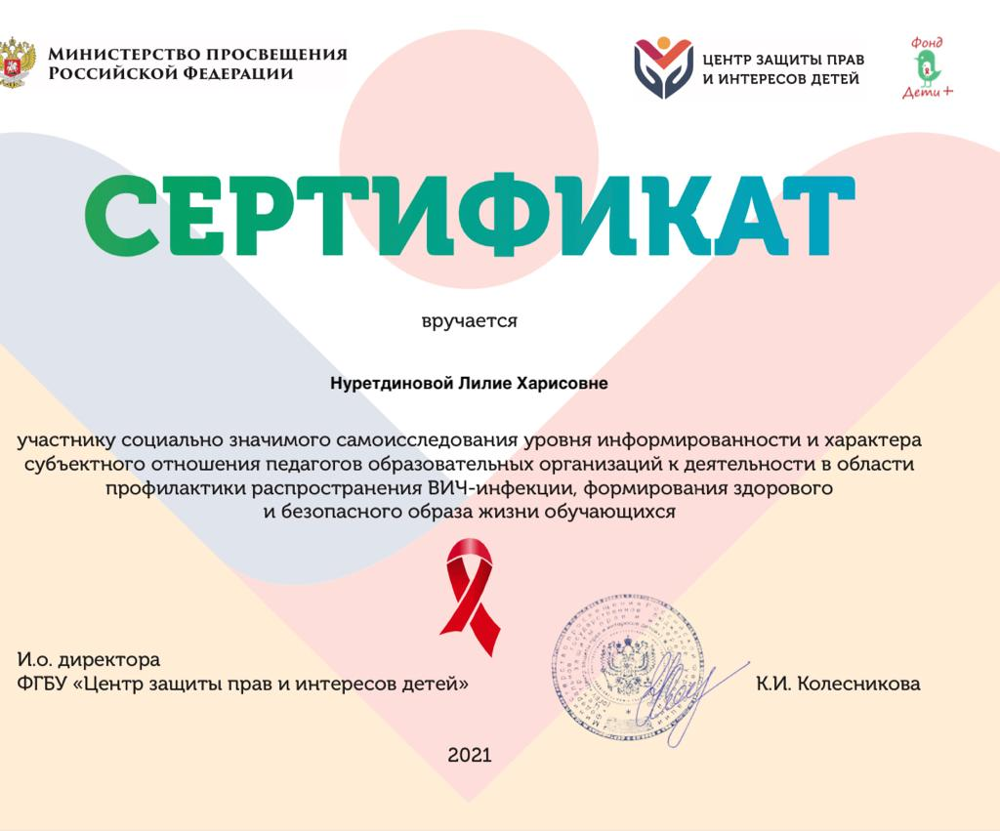 Министерство просвещения
Российской Федерации
ЦЕНТР ЗАЩИТЫ ПРАВ
И ИНТЕРЕСОВ ДЕТЕЙ
Фонд
Дети+
СЕРТИФИКАТ
вручается
Нуретдиновой Лилие Харисовне
участнику социально значимого самоисследования уровня информированности и характера
субъектного отношения педагогов образовательных организаций к деятельности в области
профилактики распространения ВИЧ-инфекции, формирования здорового
и безопасного образа жизни обучающихся
И.о. директора
ФГБУ «Центр защиты прав и интересов детей»
К.И. Колесникова
2021